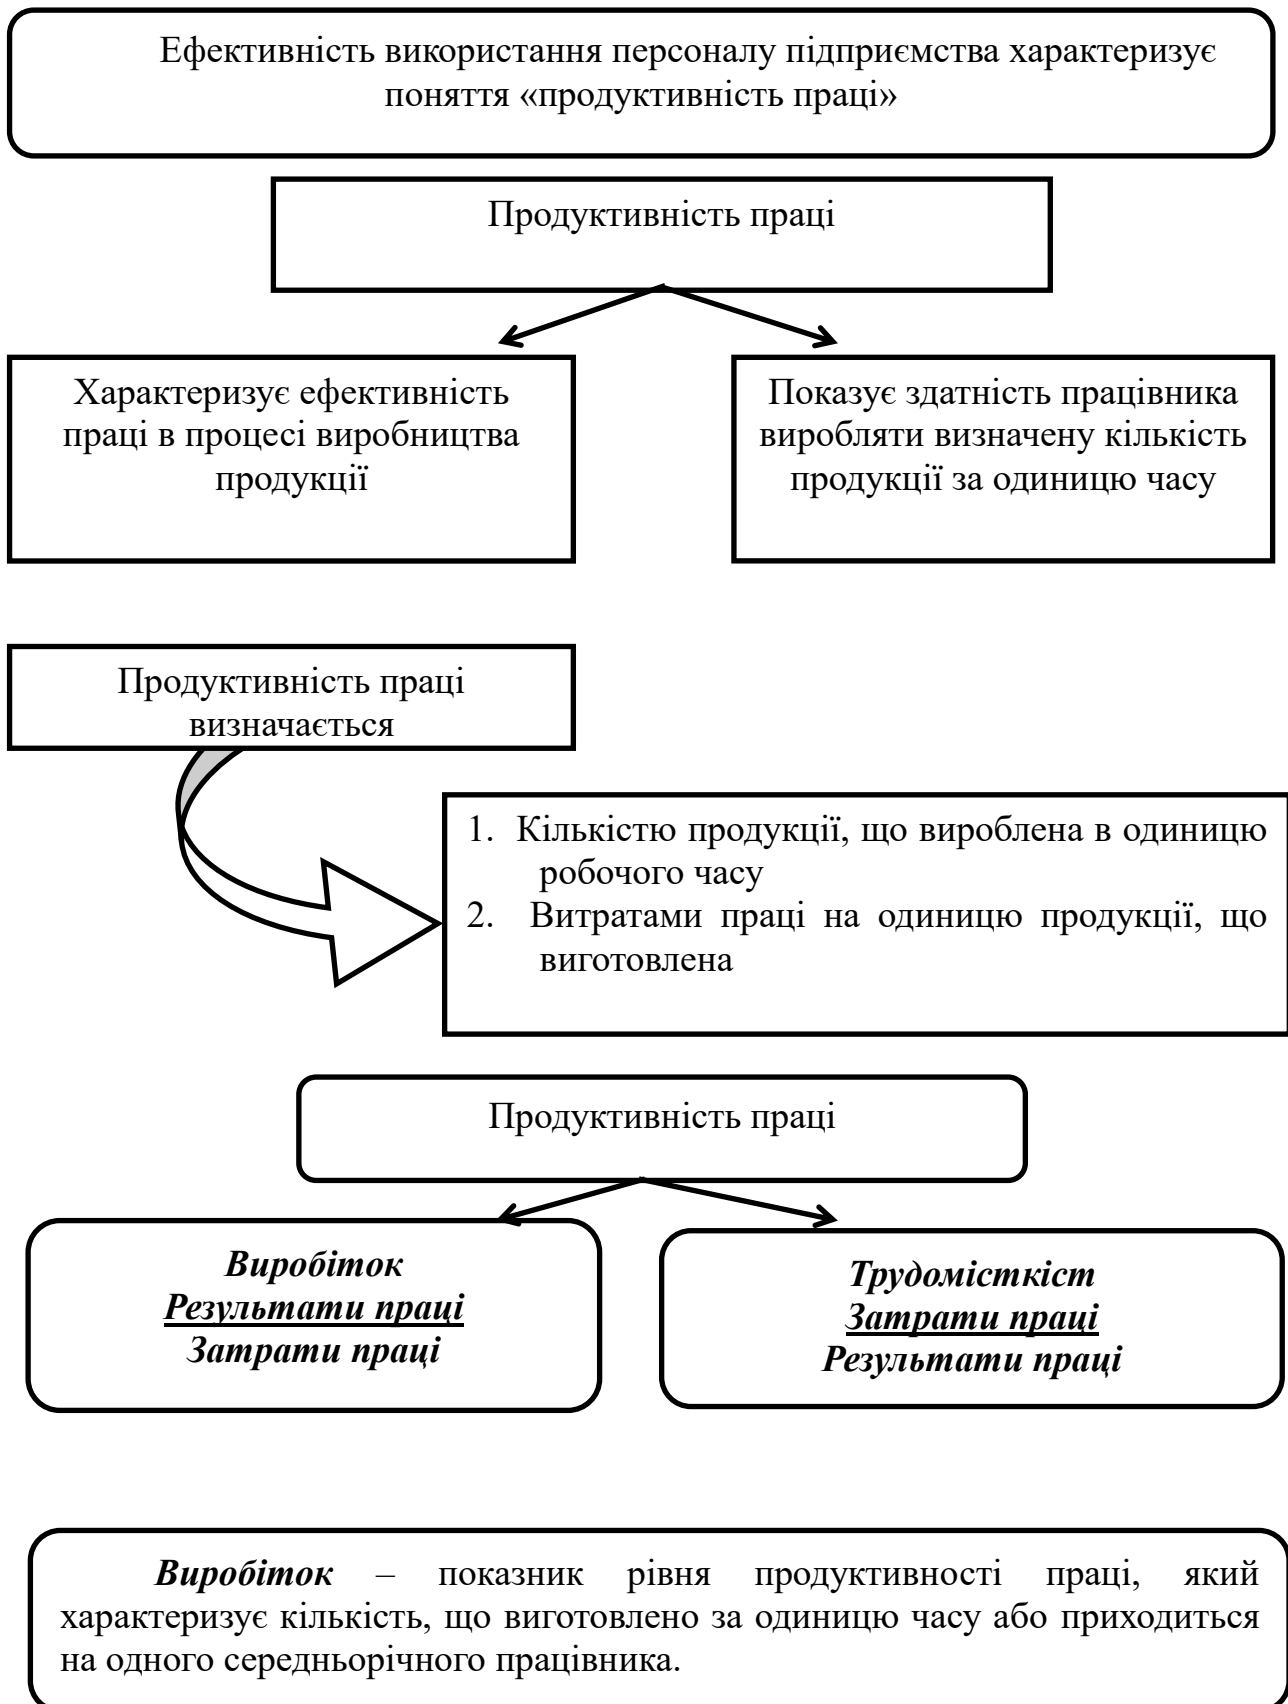 Ефективність використання персоналу підприємства характеризує
поняття «продуктивність праці»
Продуктивність праці
Характеризує ефективність
праці в процесі виробництва
продукції
Показує здатність працівника
виробляти визначену кількість
продукції за одиницю часу
Продуктивність праці
визначається
1. Кількістю продукції, що вироблена в одиницю
робочого часу
2. Витратами праці на одиницю продукції, що
виготовлена
Продуктивність праці
Виробіток
Результати праці
Затрати праці
Трудомісткіст
Затрати праці
Результати праці
Виробіток – показник рівня продуктивності праці, який
характеризує кількість, що виготовлено за одиницю часу або приходиться
на одного середньорічного працівника.